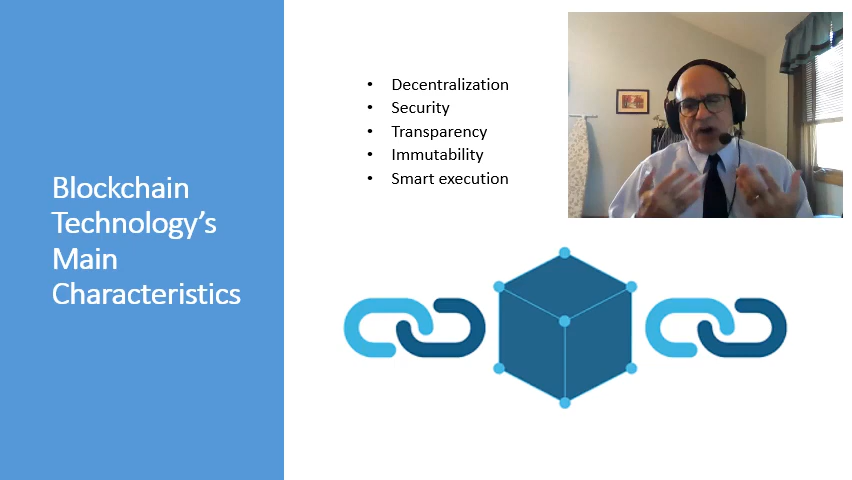 Blockchain
Technology’s
Main
Characteristics
• Decentralization
• Security
• Transparency
• Immutability
• Smart execution